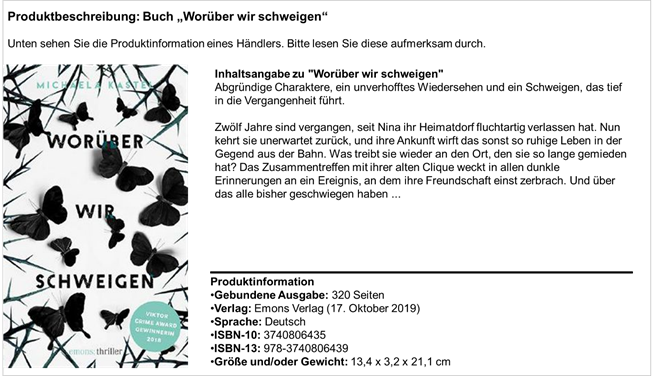 Produktbeschreibung: Buch „Worüber wir schweigen“
Unten sehen Sie die Produktinformation eines Händlers. Bitte lesen Sie diese aufmerksam durch.
MICHAELA KASTEL
WORÜBER
WIR
SCHWEIGEN
VIKTOR
CRIME AWARD
GEWINNERIN
2018
emons: thriller
Inhaltsangabe zu "Worüber wir schweigen"
Abgründige Charaktere, ein unverhofftes Wiedersehen und ein Schweigen, das tief
in die Vergangenheit führt.
Zwölf Jahre sind vergangen, seit Nina ihr Heimatdorf fluchtartig verlassen hat. Nun
kehrt sie unerwartet zurück, und ihre Ankunft wirft das sonst so ruhige Leben in der
Gegend aus der Bahn. Was treibt sie wieder an den Ort, den sie so lange gemieden
hat? Das Zusammentreffen mit ihrer alten Clique weckt in allen dunkle
Erinnerungen an ein Ereignis, an dem ihre Freundschaft einst zerbrach. Und über
das alle bisher geschwiegen haben ...
Produktinformation
•Gebundene Ausgabe: 320 Seiten
•Verlag: Emons Verlag (17. Oktober 2019)
•Sprache: Deutsch
•ISBN-10: 3740806435
•ISBN-13: 978-3740806439
•Größe und/oder Gewicht: 13,4 x 3,2 x 21,1 cm